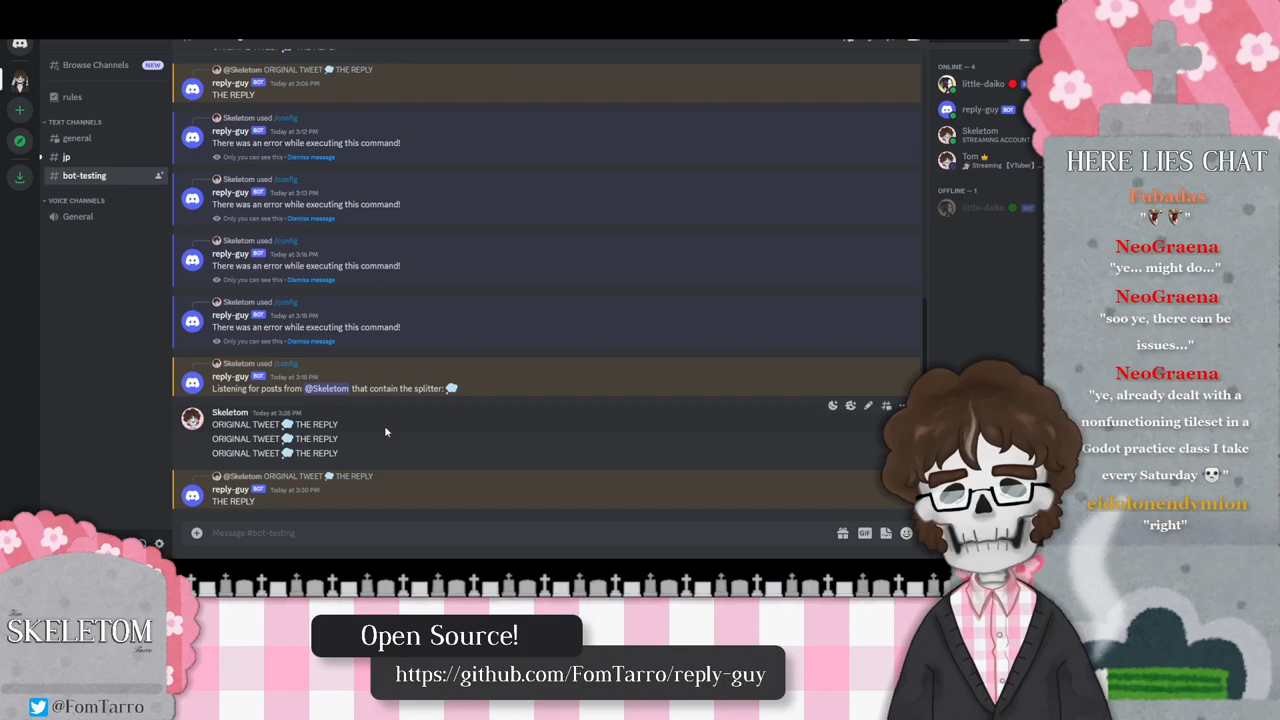 Browse Channels
NEW
rules
TEXT CHANNELS
general
jp
bot-testing
VOICE CHANNELS
General
@Skeletom ORIGINAL TWEET 💭 THE REPLY
reply-guy BOT Today at 3:06 PM
THE REPLY
Skeletom used /config
reply-guy BOT Today at 3:12 PM
There was an error while executing this command!
Only you can see this • Dismiss message
Skeletom used /config
reply-guy BOT Today at 3:13 PM
There was an error while executing this command!
Only you can see this • Dismiss message
Skeletom used /config
reply-guy BOT Today at 3:16 PM
There was an error while executing this command!
Only you can see this • Dismiss message
Skeletom used /config
reply-guy BOT Today at 3:18 PM
There was an error while executing this command!
Only you can see this • Dismiss message
Skeletom used /config
reply-guy BOT Today at 3:18 PM
Listening for posts from @Skeletom that contain the splitter: 💭
Skeletom Today at 3:28 PM
ORIGINAL TWEET 💭 THE REPLY
ORIGINAL TWEET 💭 THE REPLY
ORIGINAL TWEET 💭 THE REPLY
@Skeletom ORIGINAL TWEET 💭 THE REPLY
reply-guy BOT Today at 3:30 PM
THE REPLY
Message #bot-testing
GIF
ONLINE — 4
little-daiko
reply-guy BOT
Skeletom
STREAMING ACCOUNT
Tom
Streaming 【VTuber】...
OFFLINE — 1
little-daiko BOT
HERE LIES CHAT
Fubadas
" "
NeoGraena
"ye... might do..."
NeoGraena
"soo ye, there can be
issues..."
NeoGraena
"ye, already dealt with a
nonfunctioning tileset in a
Godot practice class I take
every Saturday 💀"
eidolonendymion
"right"
Tom
SKELETOM
Tarro
@FomTarro
Open Source!
https://github.com/FomTarro/reply-guy